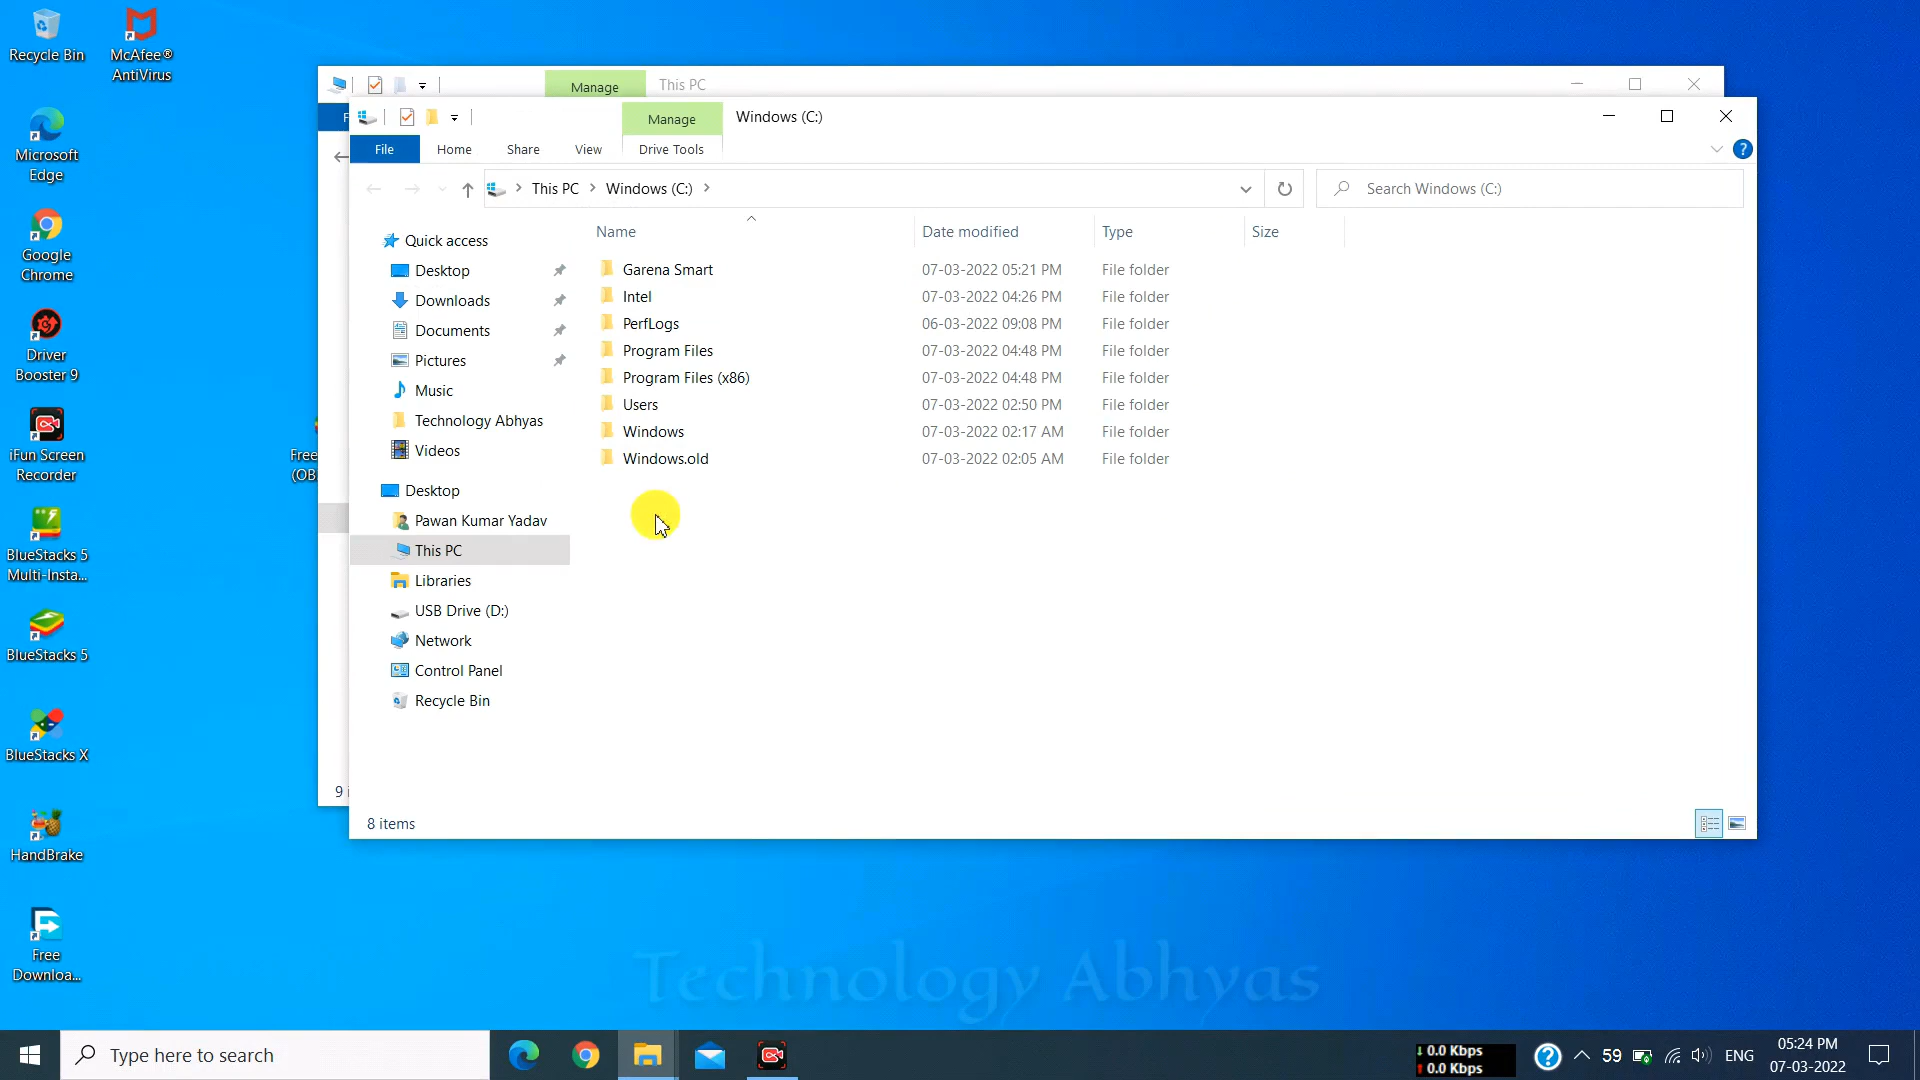 Recycle Bin
McAfee®
AntiVirus
Microsoft
Edge
Google
Chrome
Driver
Booster 9
iFun Screen
Recorder
BlueStacks 5
Multi-Insta...
BlueStacks 5
BlueStacks X
HandBrake
Free
Downloa...
Free
(OB
Manage
This PC
F
9 i
Manage
Windows (C:)
File
Home
Share
View
Drive Tools
This PC
Windows (C:)
Search Windows (C:)
Quick access
Desktop
Downloads
Documents
Pictures
Music
Technology Abhyas
Videos
Desktop
Pawan Kumar Yadav
This PC
Libraries
USB Drive (D:)
Network
Control Panel
Recycle Bin
Name Date modified Type Size
Garena Smart 07-03-2022 05:21 PM File folder
Intel 07-03-2022 04:26 PM File folder
PerfLogs 06-03-2022 09:08 PM File folder
Program Files 07-03-2022 04:48 PM File folder
Program Files (x86) 07-03-2022 04:48 PM File folder
Users 07-03-2022 02:50 PM File folder
Windows 07-03-2022 02:17 AM File folder
Windows.old 07-03-2022 02:05 AM File folder
8 items
Technology Abhyas
Type here to search
0.0 Kbps
0.0 Kbps
59
ENG
05:24 PM
07-03-2022